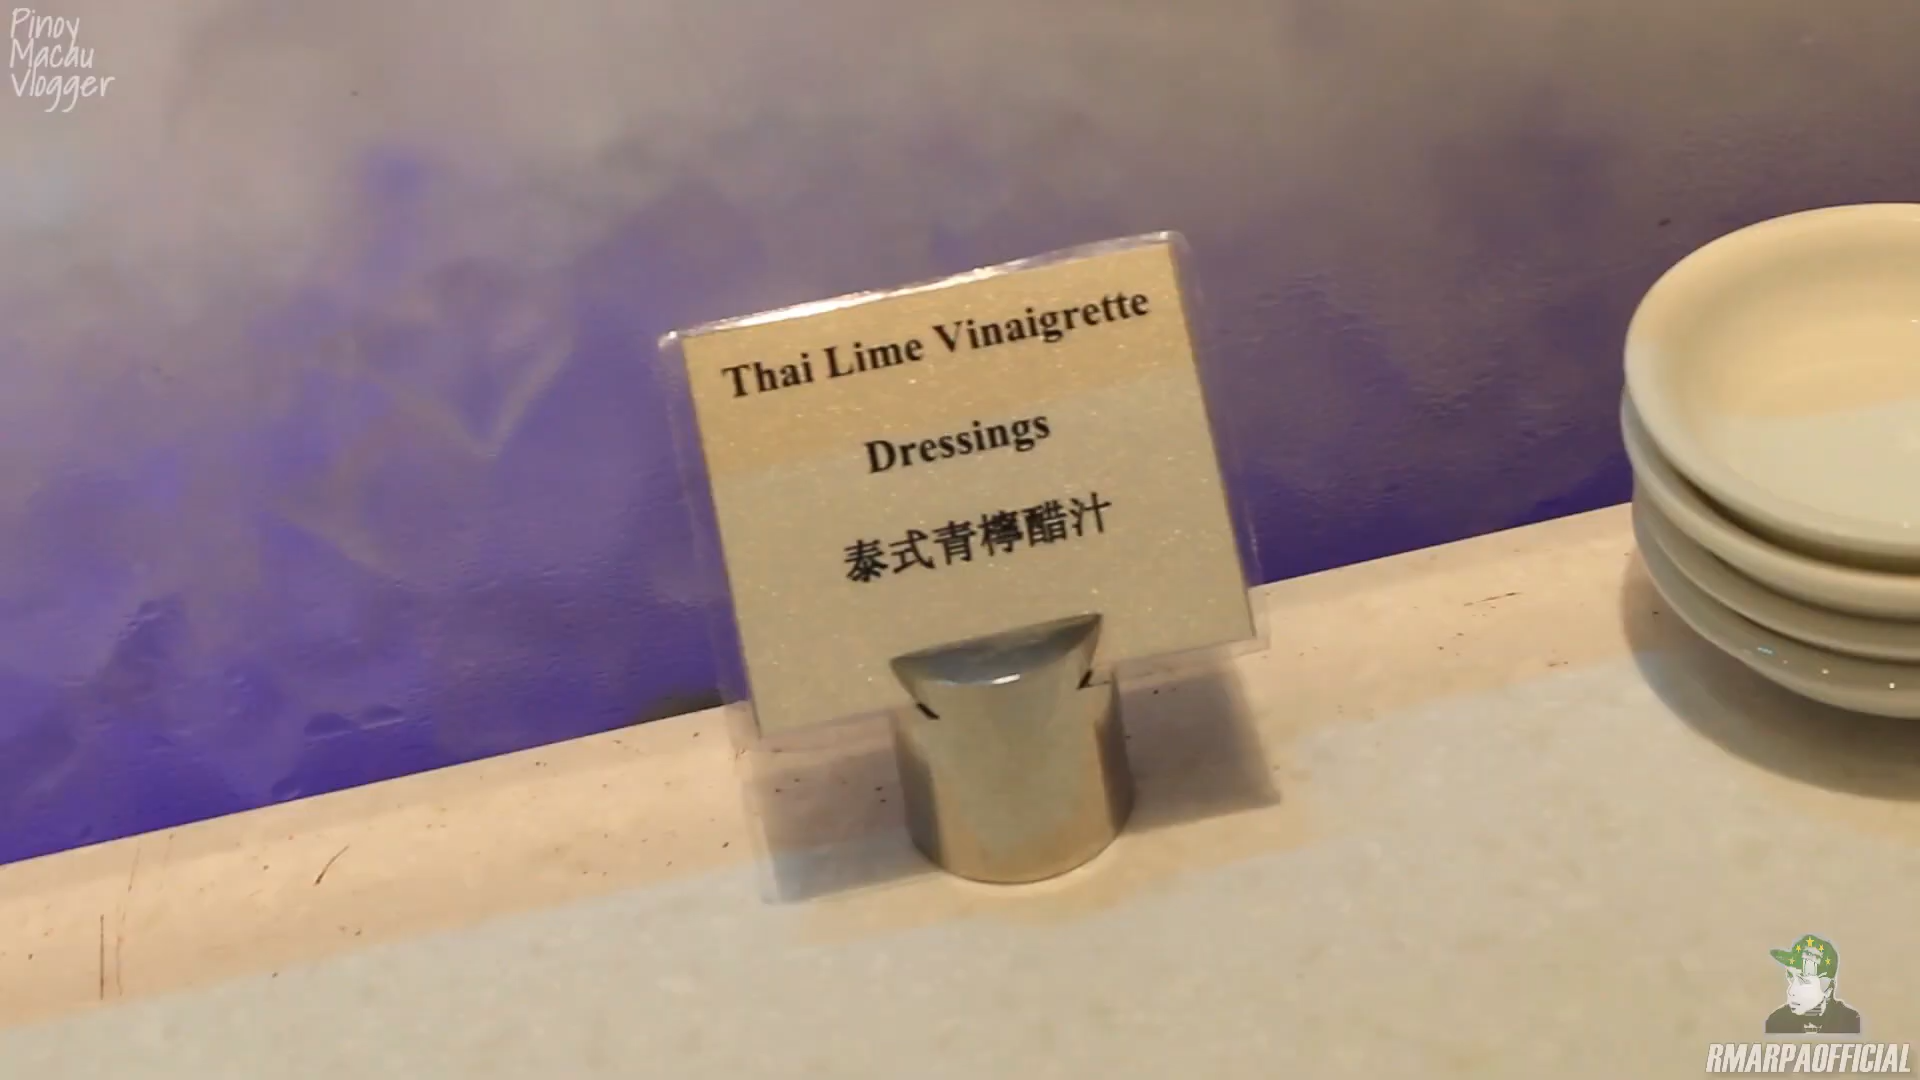 Pinoy
Macau
Vlogger
Thai Lime Vinaigrette
Dressings
泰式青檸醋汁
RMARPAOFFICIAL